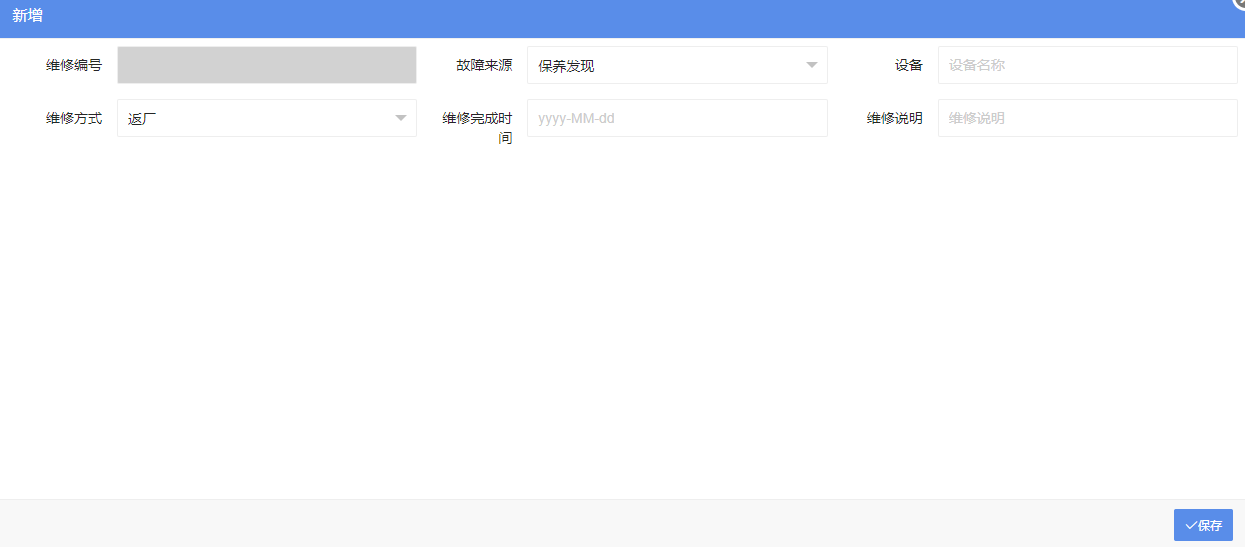 新增
维修编号
故障来源 保养发现
设备 设备名称
维修方式 返厂
维修完成时
间
yyyy-MM-dd
维修说明 维修说明
保存